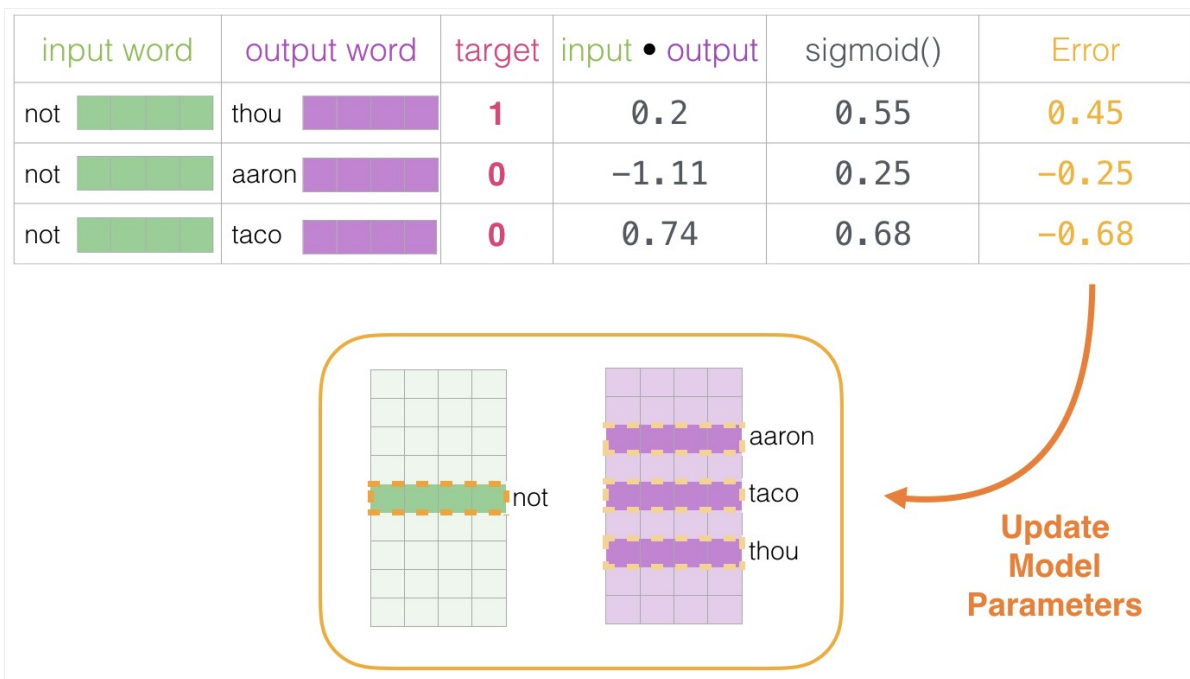 input word output word target input • output sigmoid() Error
not thou 1 0.2 0.55 0.45
not aaron 0 -1.11 0.25 -0.25
not taco 0 0.74 0.68 -0.68
aaron
not taco
thou
Update
Model
Parameters